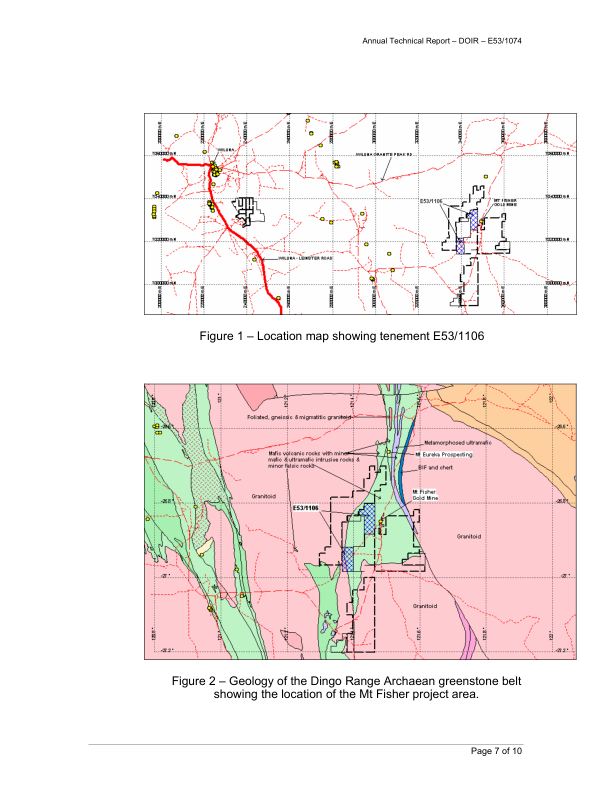 Annual Technical Report – DOIR – E53/1074
WILUNA
WILUNA GRANITE PEAK RD
E53/1106
MT FISHER
GOLD MINE
WILUNA - LEINSTER ROAD
Figure 1 – Location map showing tenement E53/1106
Foliated, gneissic & migmatitic granitoid
Metamorphosed ultramafic
Mafic volcanic rocks with minor
mafic & ultramafic intrusive rocks &
minor felsic rocks
Mt Eureka Prospecting
BIF and chert
Granitoid
Mt Fisher
Gold Mine
E53/1106
Granitoid
Granitoid
Figure 2 – Geology of the Dingo Range Archaean greenstone belt
showing the location of the Mt Fisher project area.
Page 7 of 10